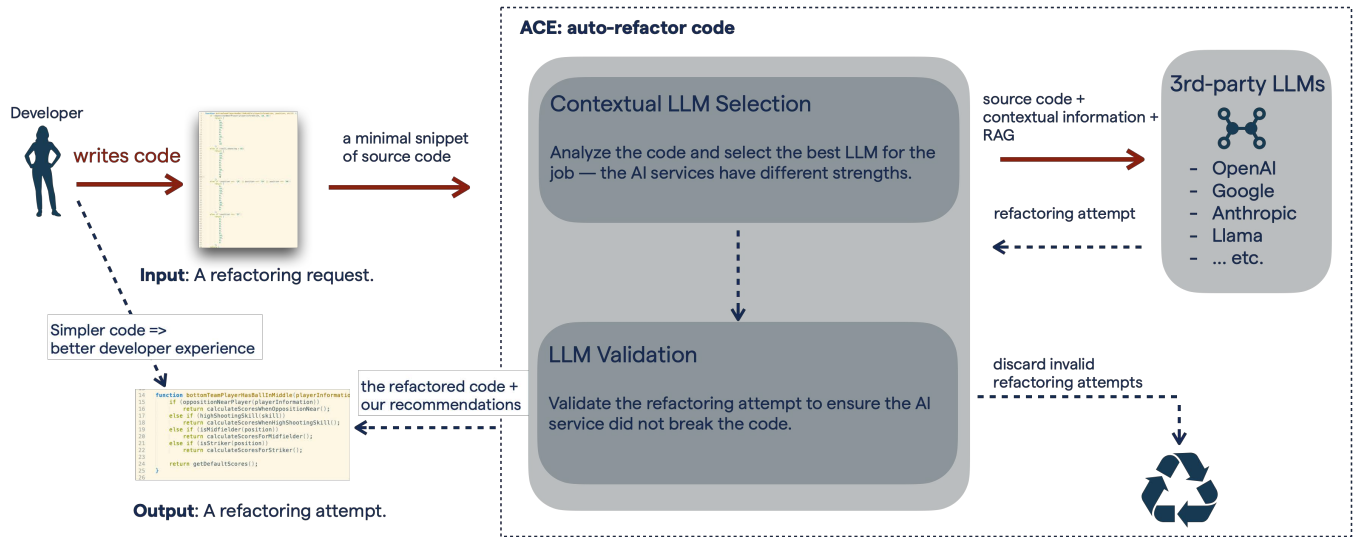 ACE: auto-refactor code
Developer
writes code
a minimal snippet
of source code
Input: A refactoring request.
Simpler code =>
better developer experience
14 function bottomTeamPlayerHasBallInMiddle(playerInformatio
15 if (oppositionNearPlayer(playerInformation))
16 return calculateScoresWhenOppositionNear();
17 else if (highShootingSkill(skill))
18 return calculateScoresWhenHighShootingSkill();
19 else if (isMidfielder(position))
20 return calculateScoresForMidfielder();
21 else if (isStriker(position))
22 return calculateScoresForStriker();
23
24 return getDefaultScores();
25 }
26
Output: A refactoring attempt.
the refactored code +
our recommendations
Contextual LLM Selection
Analyze the code and select the best LLM for the
job — the AI services have different strengths.
LLM Validation
Validate the refactoring attempt to ensure the AI
service did not break the code.
source code +
contextual information +
RAG
refactoring attempt
3rd-party LLMs
- OpenAI
- Google
- Anthropic
- Llama
- ... etc.
discard invalid
refactoring attempts